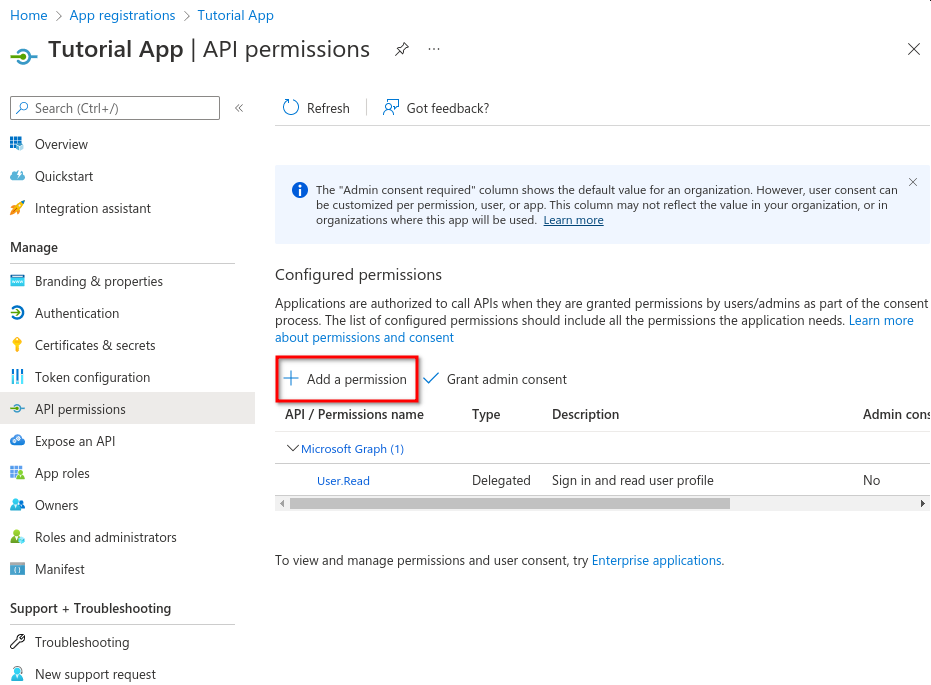 Home > App registrations > Tutorial App
Tutorial App | API permissions
Search (Ctrl+/)
«
Overview
Quickstart
Integration assistant
Manage
Branding & properties
Authentication
Certificates & secrets
Token configuration
API permissions
Expose an API
App roles
Owners
Roles and administrators
Manifest
Support + Troubleshooting
Troubleshooting
New support request
Refresh | Got feedback?
The "Admin consent required" column shows the default value for an organization. However, user consent can
be customized per permission, user, or app. This column may not reflect the value in your organization, or in
organizations where this app will be used. Learn more
Configured permissions
Applications are authorized to call APIs when they are granted permissions by users/admins as part of the consent
process. The list of configured permissions should include all the permissions the application needs. Learn more
about permissions and consent
Add a permission Grant admin consent
API / Permissions name Type Description Admin cons
Microsoft Graph (1)
User.Read Delegated Sign in and read user profile No
To view and manage permissions and user consent, try Enterprise applications.